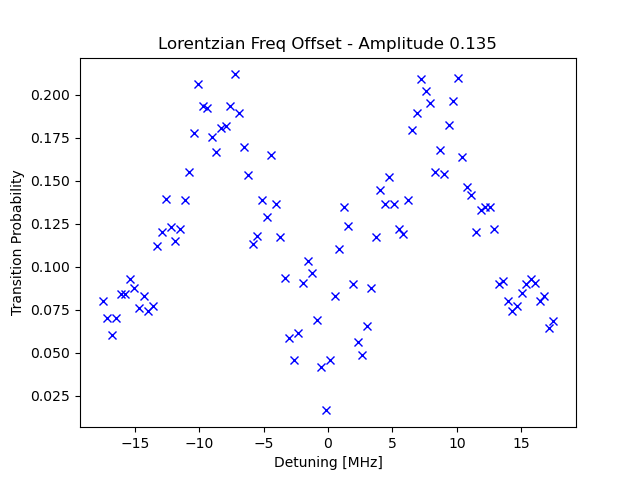 Lorentzian Freq Offset - Amplitude 0.135
0.200
0.175
0.150
0.125
0.100
0.075
0.050
0.025
Transition Probability
−15 −10 −5 0 5 10 15
Detuning [MHz]